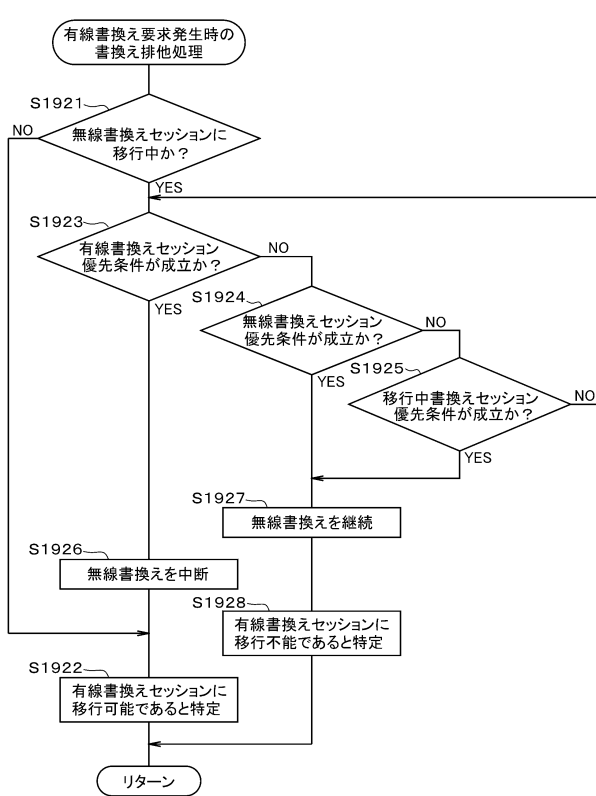 有線書換え要求発生時の
書換え排他処理
S1921
NO
無線書換えセッションに
移行中か？
YES
S1923
有線書換えセッション
優先条件が成立か？
NO
YES
S1924
無線書換えセッション
優先条件が成立か？
NO
YES
S1925
移行中書換えセッション
優先条件が成立か？
NO
YES
S1927
無線書換えを継続
S1926
無線書換えを中断
S1928
有線書換えセッションに
移行不能であると特定
S1922
有線書換えセッションに
移行可能であると特定
リターン